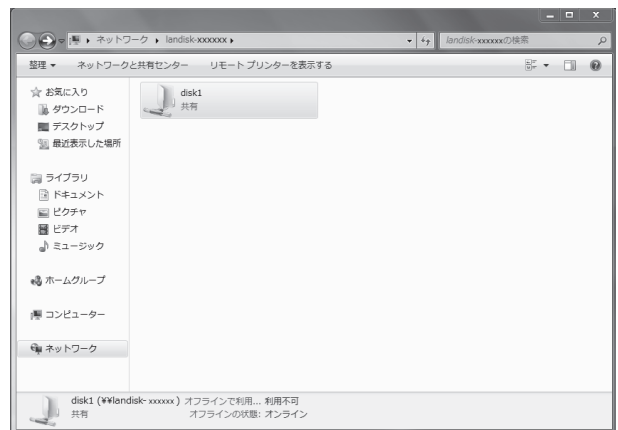 ネットワーク ▸ landisk-xxxxxx ▸
landisk-xxxxxxの検索
整理 ▼ ネットワークと共有センター リモート プリンターを表示する
お気に入り
ダウンロード
デスクトップ
最近表示した場所
ライブラリ
ドキュメント
ピクチャ
ビデオ
ミュージック
ホームグループ
コンピューター
ネットワーク
disk1
共有
disk1 (¥¥landisk-xxxxxx) オフラインで利用... 利用不可
共有 オフラインの状態: オンライン